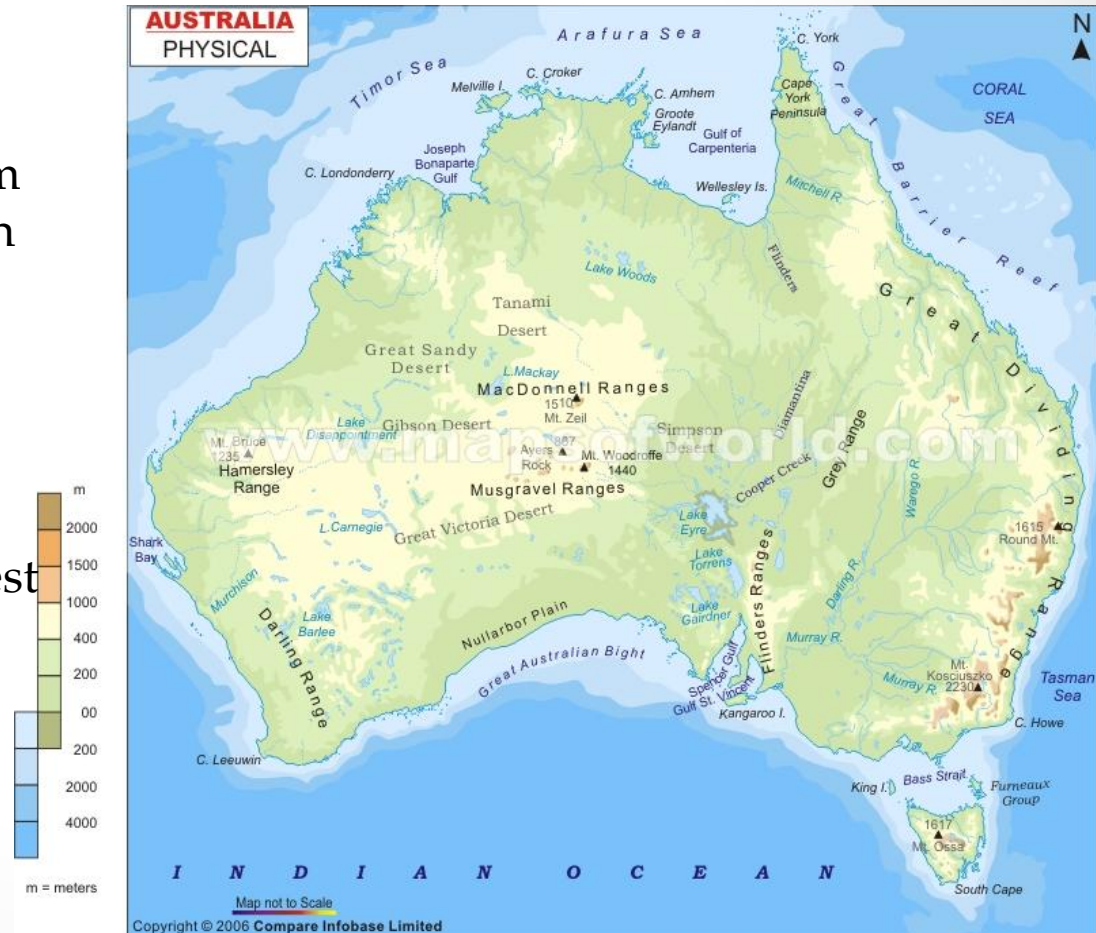 AUSTRALIA
PHYSICAL
N
Arafura Sea
Timor Sea
C. York
C. Croker
Melville I.
C. Arnhem
Groote
Eylandt
Cape
York
Peninsula
CORAL
SEA
Great Barrier Reef
Joseph
Bonaparte
Gulf
Gulf of
Carpenteria
C. Londonderry
Wellesley Is.
Mitchell R.
Flinders
Lake Woods
Great Dividing Range
Tanami
Desert
Great Sandy
Desert
L.Mackay
MacDonnell Ranges
1510
Mt. Zeil
Diamantina
Gibson Desert
Lake
Disappointment
www.mapsofworld.com
Simpson
Desert
Mt. Bruce
1235
Hamersley
Range
867
Ayers
Rock
Mt. Woodroffe
1440
Grey Range
Musgravel Ranges
Cooper Creek
Warego R.
L.Carnegie
Great Victoria Desert
Lake
Eyre
1615
Round Mt.
Shark
Bay
Lake
Torrens
Flinders Ranges
Murchison
Darling R.
Lake
Barlee
Nullarbor Plain
Lake
Gairdner
Darling Range
Murray R.
Great Australian Bight
Spencer Gulf
Gulf St. Vincent
Murray R.
Mt.
Kosciuszko
2230
Tasman
Sea
Kangaroo I.
C. Howe
C. Leeuwin
King I.
Bass Strait.
Furneaux
Group
1617
Mt. Ossa
INDIAN OCEAN
South Cape
Map not to Scale
Copyright © 2006 Compare Infobase Limited
m
2000
1500
1000
400
200
00
200
2000
4000
m = meters